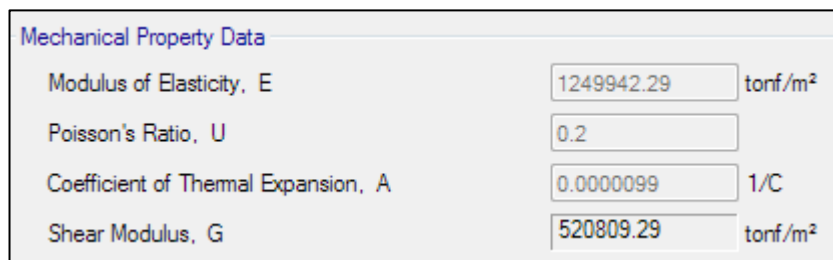 Mechanical Property Data
Modulus of Elasticity, E 1249942.29 tonf/m²
Poisson's Ratio, U 0.2
Coefficient of Thermal Expansion, A 0.0000099 1/C
Shear Modulus, G 520809.29 tonf/m²